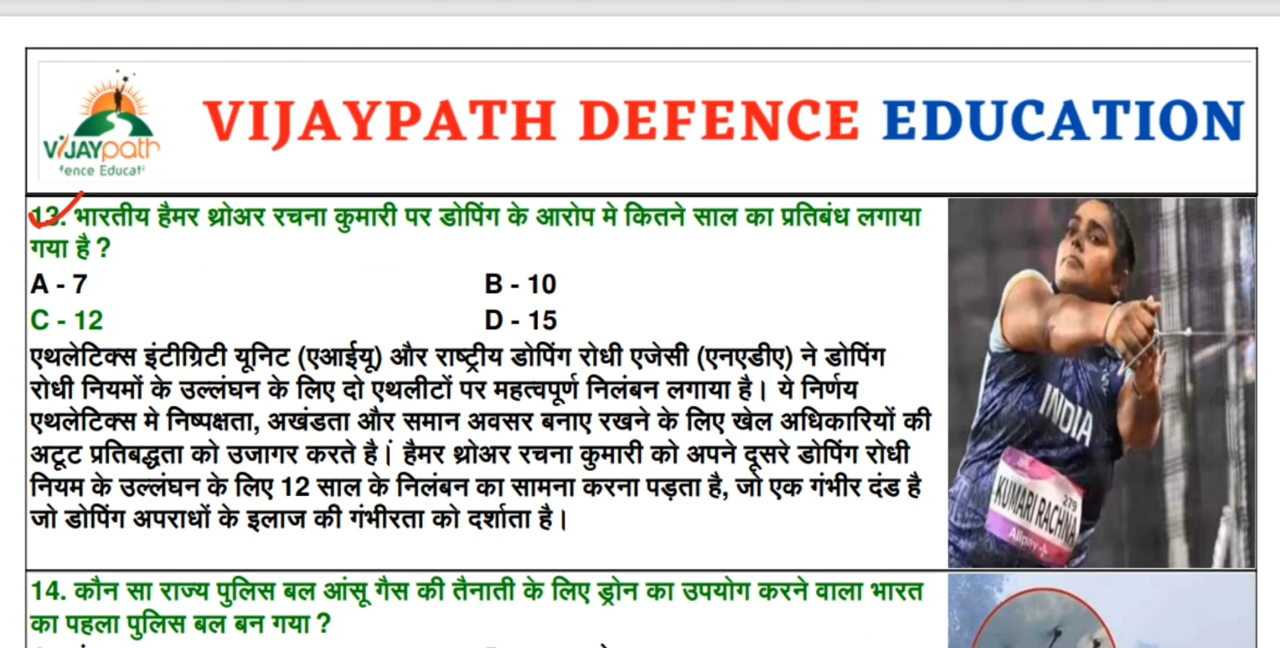 VIJAYPATH DEFENCE EDUCATION
VIJAYpath
fence Educati
13. भारतीय हैमर थ्रोअर रचना कुमारी पर डोपिंग के आरोप मे कितने साल का प्रतिबंध लगाया
गया है ?
A - 7
B - 10
C - 12
D - 15
एथलेटिक्स इंटीग्रिटी यूनिट (एआईयू) और राष्ट्रीय डोपिंग रोधी एजेसी (एनएडीए) ने डोपिंग
रोधी नियमों के उल्लंघन के लिए दो एथलीटों पर महत्वपूर्ण निलंबन लगाया है। ये निर्णय
एथलेटिक्स मे निष्पक्षता, अखंडता और समान अवसर बनाए रखने के लिए खेल अधिकारियों की
अटूट प्रतिबद्धता को उजागर करते है। हैमर थ्रोअर रचना कुमारी को अपने दूसरे डोपिंग रोधी
नियम के उल्लंघन के लिए 12 साल के निलंबन का सामना करना पड़ता है, जो एक गंभीर दंड है
जो डोपिंग अपराधों के इलाज की गंभीरता को दर्शाता है।
INDIA
279
KUMARI RACHNA
Alipay+
14. कौन सा राज्य पुलिस बल आंसू गैस की तैनाती के लिए ड्रोन का उपयोग करने वाला भारत
का पहला पुलिस बल बन गया ?